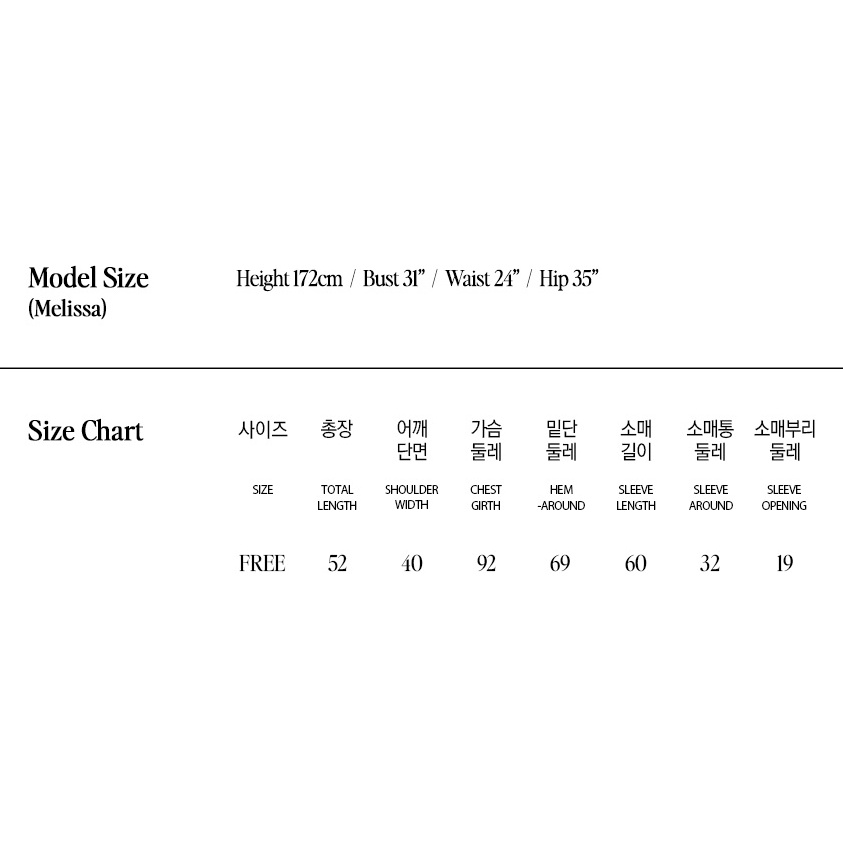 Model Size
(Melissa)
Height 172cm / Bust 31” / Waist 24” / Hip 35”
Size Chart
사이즈 총장 어깨 가슴 밑단 소매 소매통 소매부리
단면 둘레 둘레 길이 둘레 둘레
SIZE TOTAL SHOULDER CHEST HEM SLEEVE SLEEVE SLEEVE
LENGTH WIDTH GIRTH -AROUND LENGTH AROUND OPENING
FREE 52 40 92 69 60 32 19